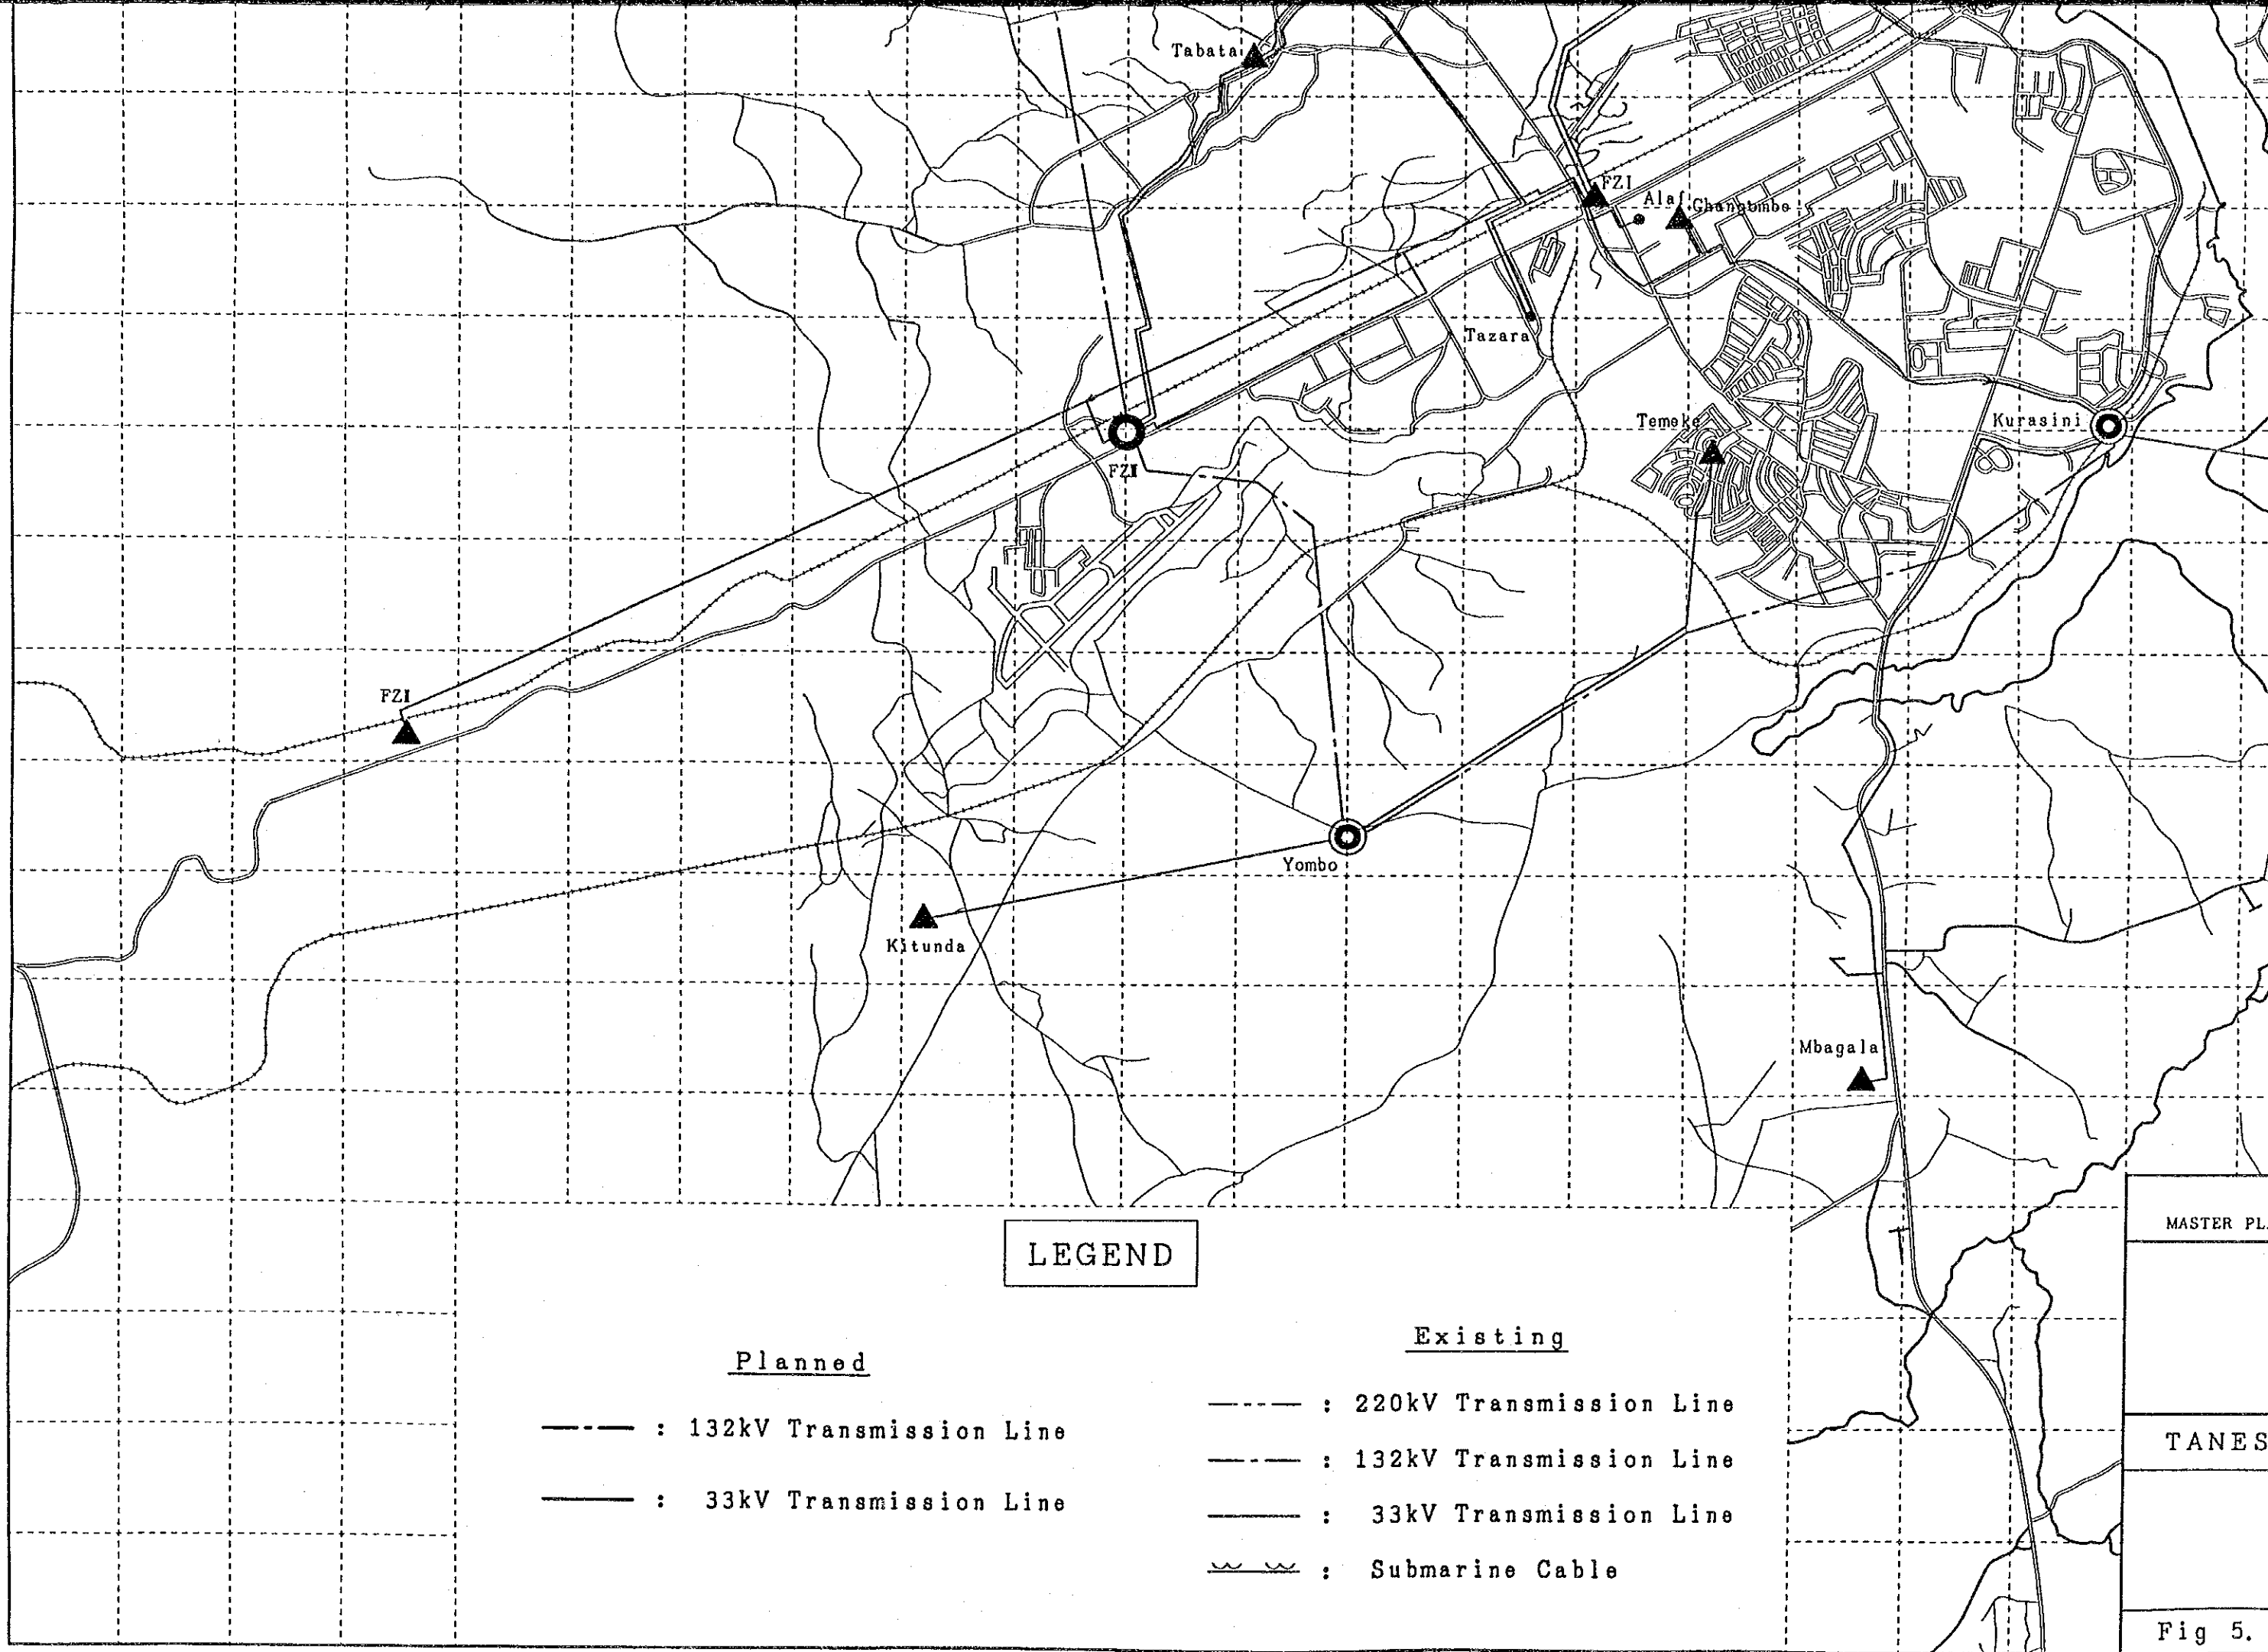 Tabata
FZI
Alaf
Tazara
Temeke
Kurasini
FZI
FZI
Yombo
Kitunda
Mbagala
MASTER PL
LEGEND
Planned
Existing
: 220kV Transmission Line
: 132kV Transmission Line
: 132kV Transmission Line
: 33kV Transmission Line
: 33kV Transmission Line
: Submarine Cable
TANES
Fig 5.